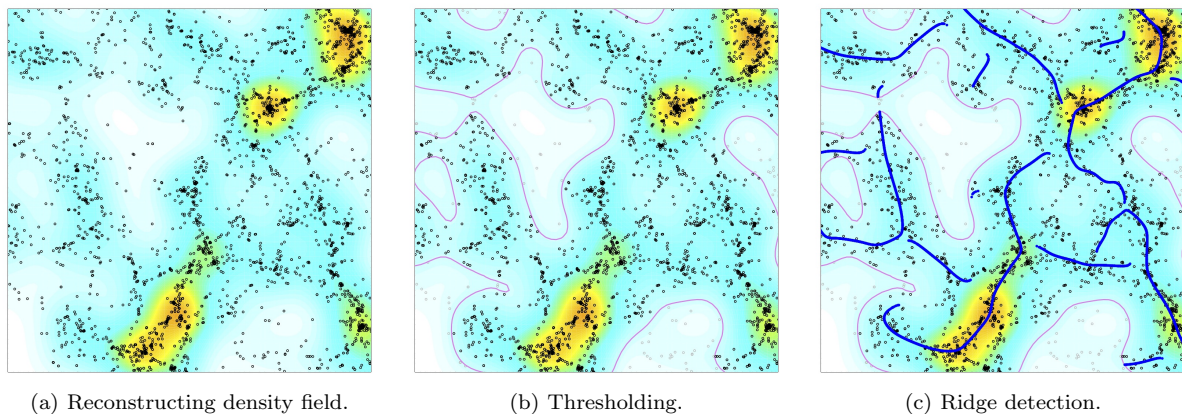 (a) Reconstructing density field.
(b) Thresholding.
(c) Ridge detection.